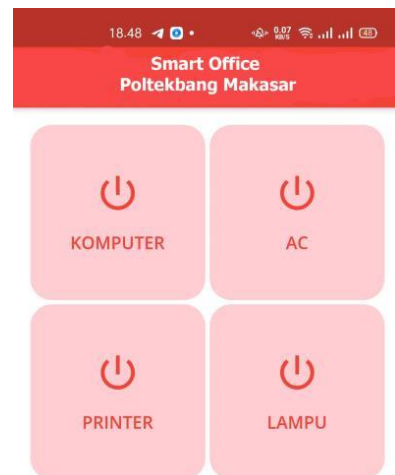 18.48
0.07
KB/S
48
Smart Office
Poltekbang Makasar
KOMPUTER
AC
PRINTER
LAMPU